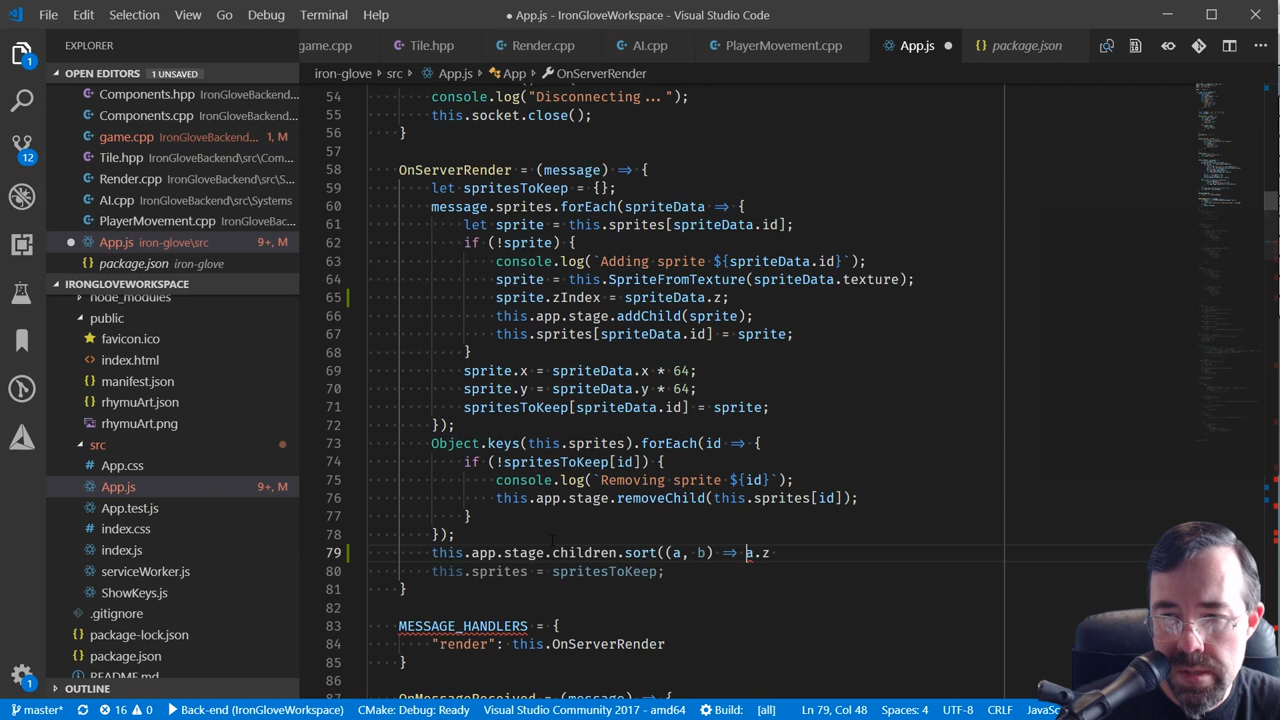 File Edit Selection View Go Debug Terminal Help ● App.js - IronGloveWorkspace - Visual Studio Code
EXPLORER game.cpp Tile.hpp Render.cpp AI.cpp PlayerMovement.cpp App.js package.json
OPEN EDITORS 1 UNSAVED
Components.hpp IronGloveBackend...
Components.cpp IronGloveBackend...
game.cpp IronGloveBackend... 1, M
Tile.hpp IronGloveBackend\src\Com...
Render.cpp IronGloveBackend\src\S...
AI.cpp IronGloveBackend\src\Systems
PlayerMovement.cpp IronGloveBack...
App.js iron-glove\src 9+, M
package.json iron-glove
IRONGLOVEWORKSPACE
node_modules
public
favicon.ico
index.html
manifest.json
rhymuArt.json
rhymuArt.png
src
App.css
App.js 9+, M
App.test.js
index.css
index.js
serviceWorker.js
ShowKeys.js
.gitignore
package-lock.json
package.json
README.md
OUTLINE
iron-glove > src > App.js > App > OnServerRender
54 console.log("Disconnecting...");
55 this.socket.close();
56 }
57
58 OnServerRender = (message) => {
59 let spritesToKeep = {};
60 message.sprites.forEach(spriteData => {
61 let sprite = this.sprites[spriteData.id];
62 if (!sprite) {
63 console.log(`Adding sprite ${spriteData.id}`);
64 sprite = this.SpriteFromTexture(spriteData.texture);
65 sprite.zIndex = spriteData.z;
66 this.app.stage.addChild(sprite);
67 this.sprites[spriteData.id] = sprite;
68 }
69 sprite.x = spriteData.x * 64;
70 sprite.y = spriteData.y * 64;
71 spritesToKeep[spriteData.id] = sprite;
72 });
73 Object.keys(this.sprites).forEach(id => {
74 if (!spritesToKeep[id]) {
75 console.log(`Removing sprite ${id}`);
76 this.app.stage.removeChild(this.sprites[id]);
77 }
78 });
79 this.app.stage.children.sort((a, b) => a.z
80 this.sprites = spritesToKeep;
81 }
82
83 MESSAGE_HANDLERS = {
84 "render": this.OnServerRender
85 }
86
87 OnMessageReceived = (message) => {
1
12
1
master* 16 0 Back-end (IronGloveWorkspace) CMake: Debug: Ready Visual Studio Community 2017 - amd64 Build: [all] Ln 79, Col 48 Spaces: 4 UTF-8 CRLF JavaS